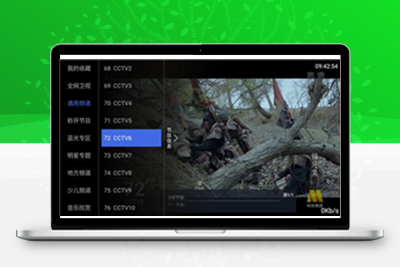 我的收藏
68 CCTV2
全网卫视
69 CCTV3
通用频道
70 CCTV4
秒开节目
71 CCTV5
蓝光专区
72 CCTV6
明星专题
73 CCTV7
地方频道
74 CCTV8
少儿频道
75 CCTV9
音乐欣赏
76 CCTV10
09:42:54
0Kb/s